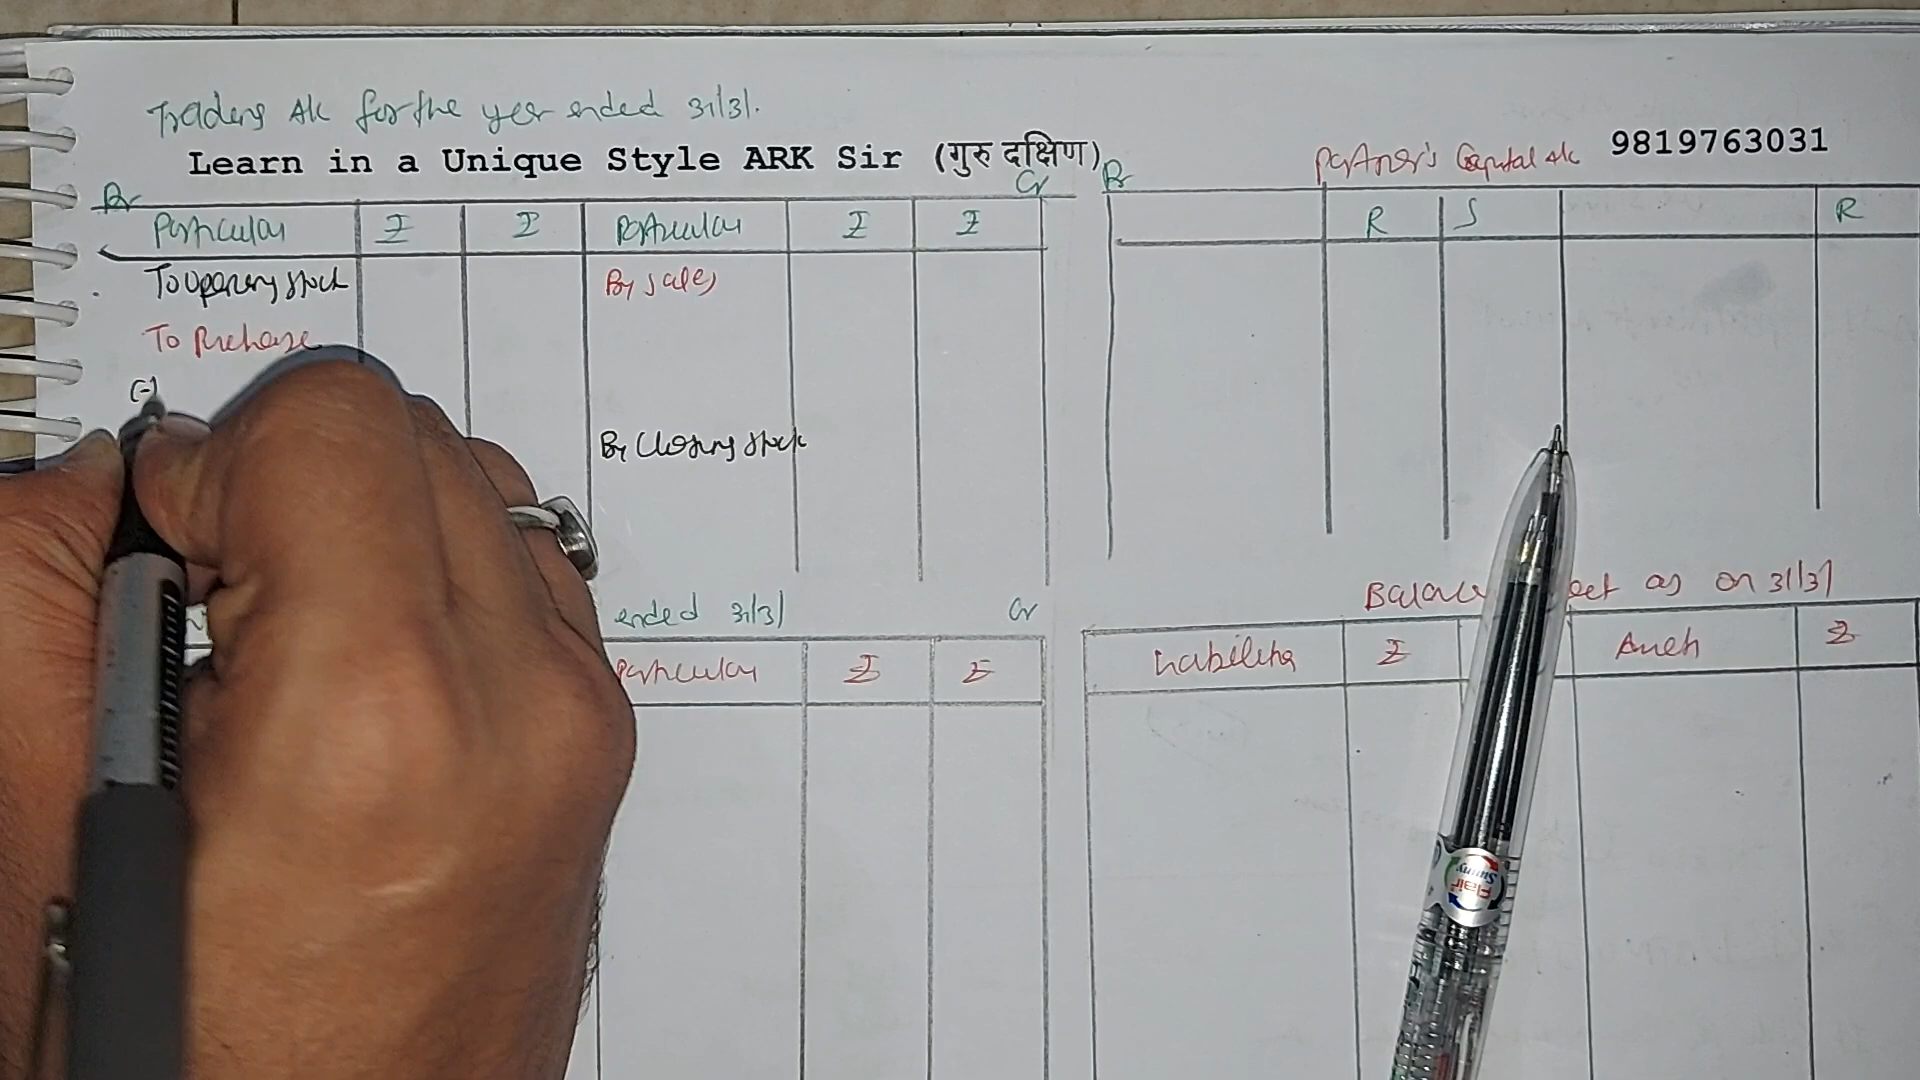 Trading A/c for the year ended 31/3/.
Learn in a Unique Style ARK Sir (गुरु दक्षिण)
9819763031
Partner's Capital A/c
Dr
Cr
Particular ₹ ₹ Particular ₹ ₹
To Opening stock
By sales
To Purchase
(-)
By Closing stock
Dr
R S R
ended 31/3/
Cr
Particular ₹ ₹
Balance as on 31/3/
Liabilities ₹ Assets ₹
Flair
Sunny